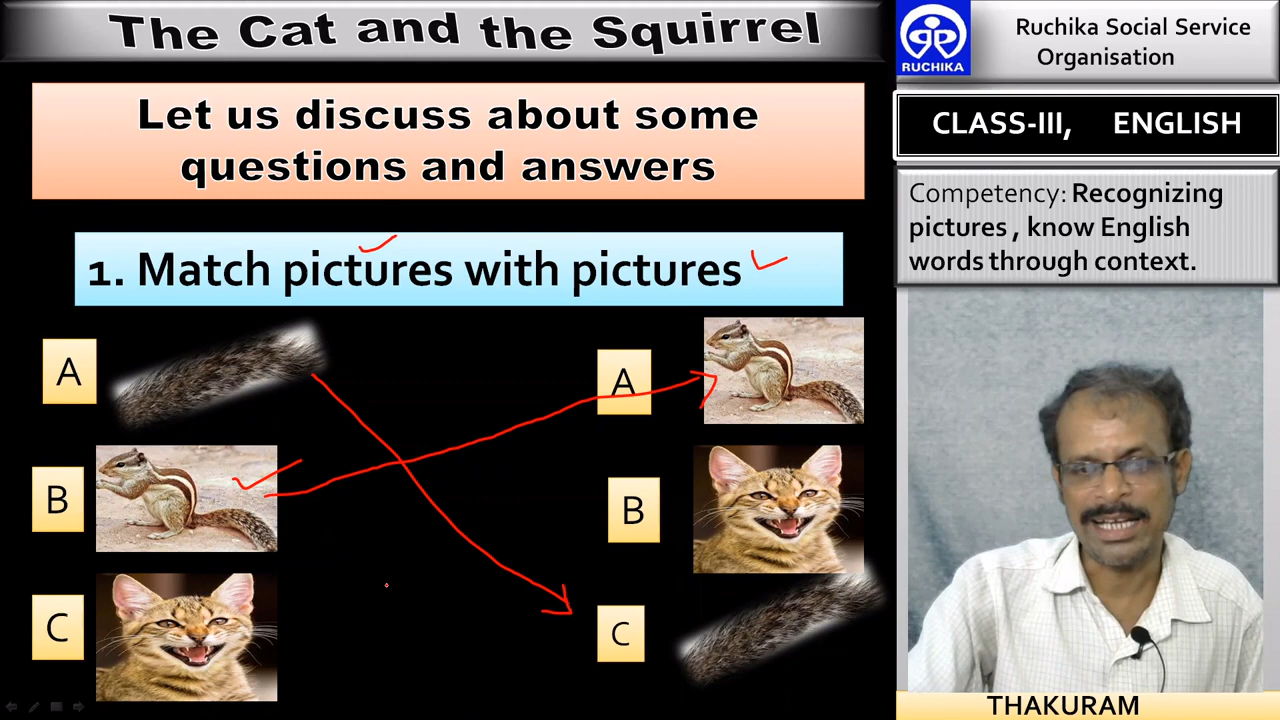 The Cat and the Squirrel
Let us discuss about some
questions and answers
1. Match pictures with pictures
A
B
C
A
B
C
RUCHIKA
Ruchika Social Service
Organisation
CLASS-III, ENGLISH
Competency: Recognizing
pictures , know English
words through context.
THAKURAM